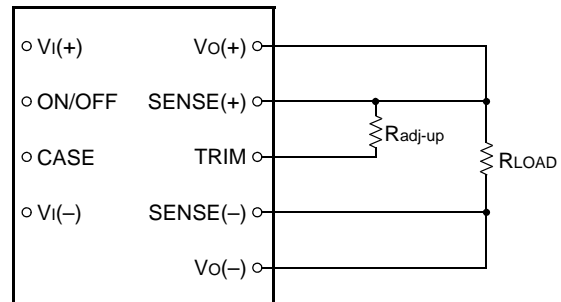 VI(+)
VO(+)
ON/OFF
SENSE(+)
Radj-up
CASE
TRIM
RLOAD
VI(–)
SENSE(–)
VO(–)